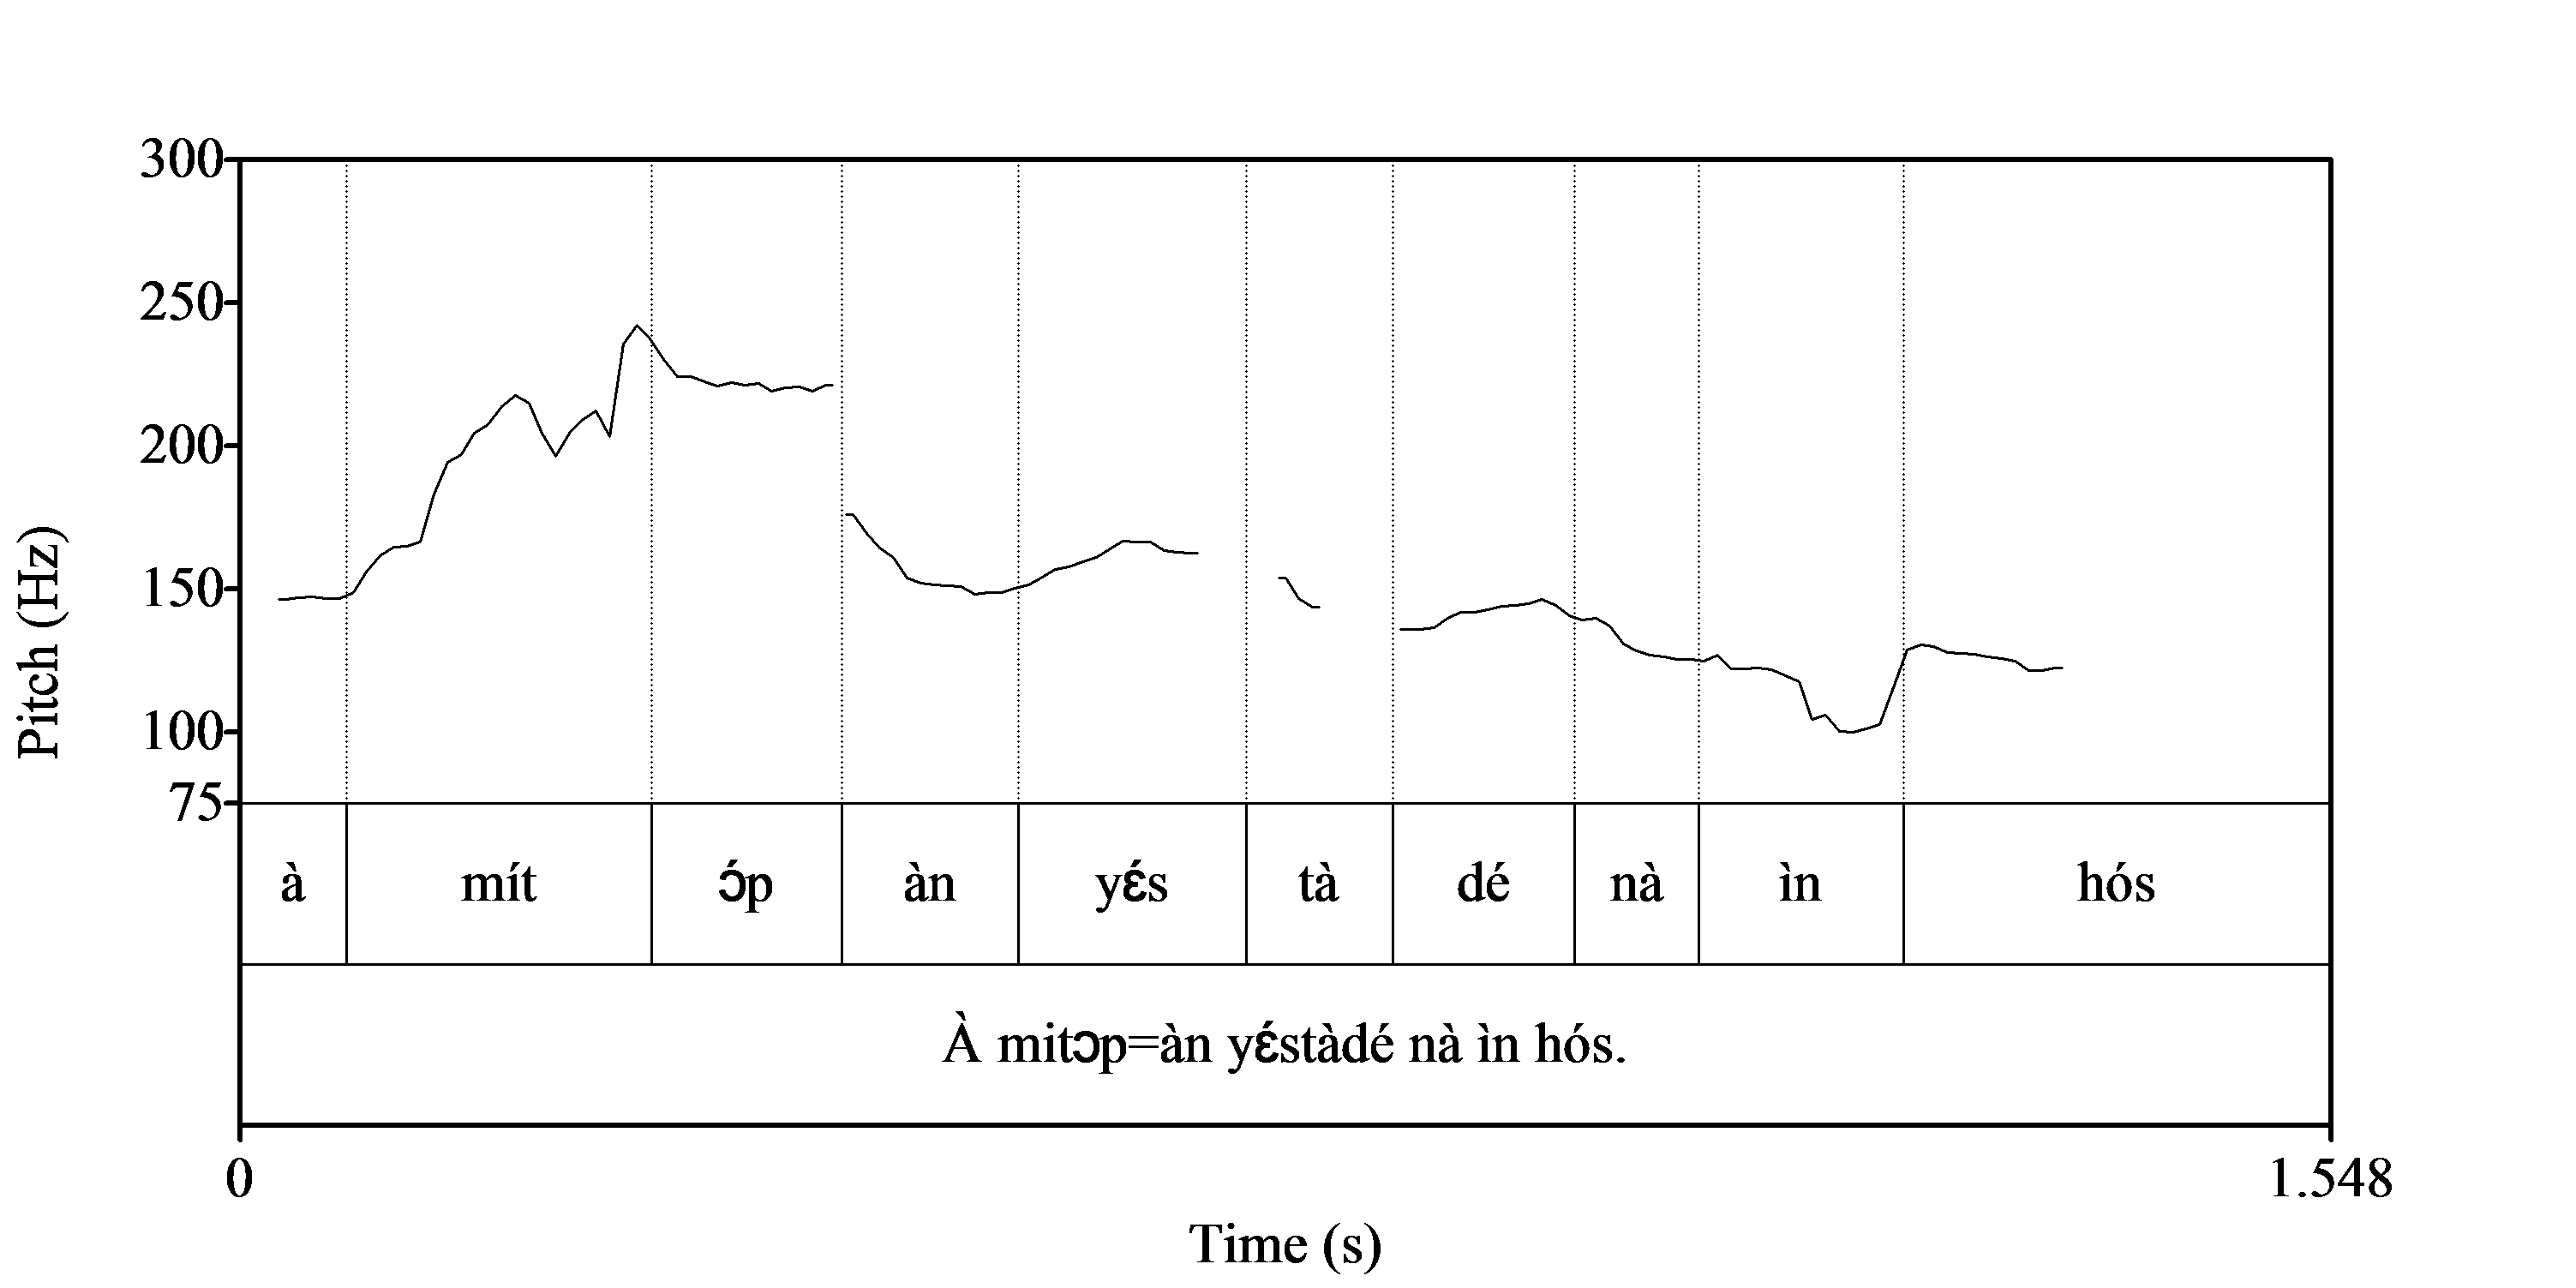 300
250
200
150
100
75
Pitch (Hz)
à mít ɔ́p àn yɛ́s tà dé nà ìn hós
À mitɔp=àn yɛ́stàdé nà ìn hós.
0 1.548
Time (s)